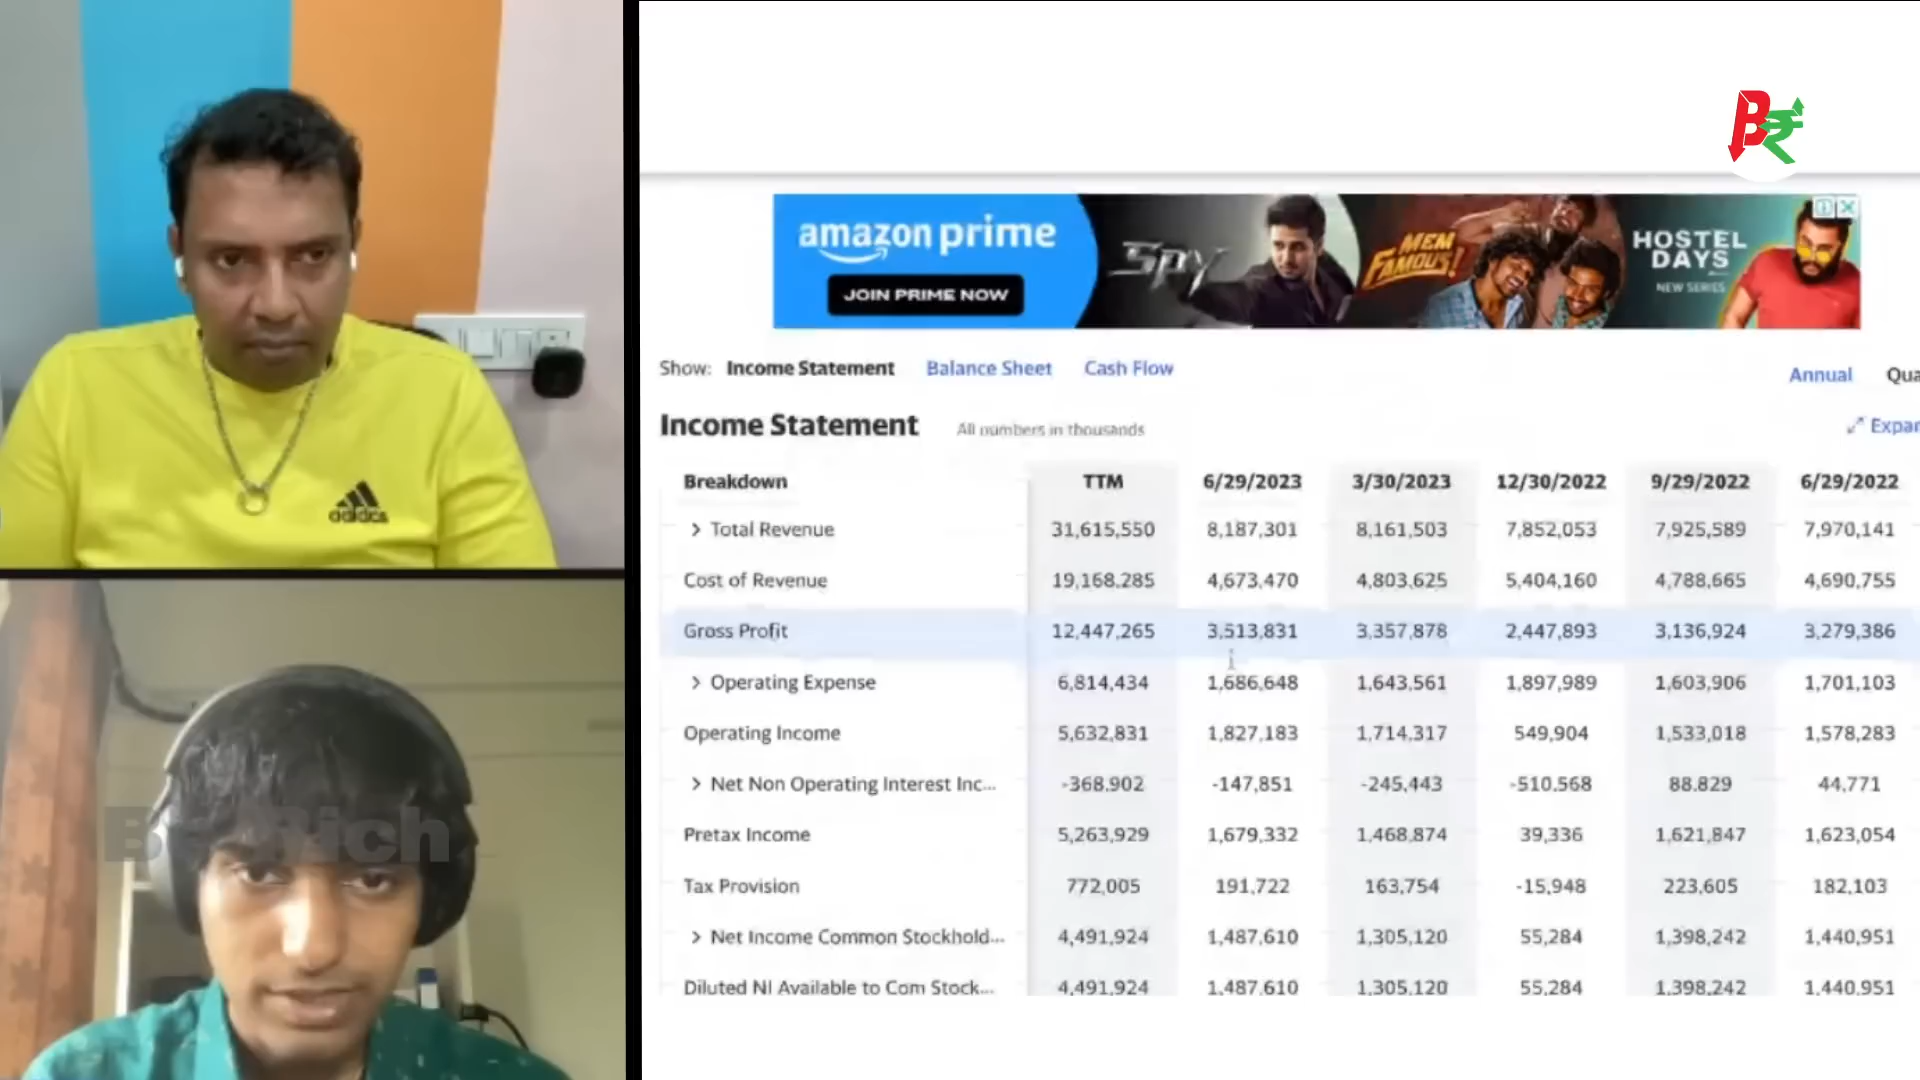 adidas
Be Rich
B₹
amazon prime
JOIN PRIME NOW
SPY
MEM
FAMOUS!
HOSTEL
DAYS
NEW SERIES
Show: Income Statement Balance Sheet Cash Flow
Annual Qua
Income Statement All numbers in thousands
Expan
Breakdown TTM 6/29/2023 3/30/2023 12/30/2022 9/29/2022 6/29/2022
Total Revenue 31,615,550 8,187,301 8,161,503 7,852,053 7,925,589 7,970,141
Cost of Revenue 19,168,285 4,673,470 4,803,625 5,404,160 4,788,665 4,690,755
Gross Profit 12,447,265 3,513,831 3,357,878 2,447,893 3,136,924 3,279,386
Operating Expense 6,814,434 1,686,648 1,643,561 1,897,989 1,603,906 1,701,103
Operating Income 5,632,831 1,827,183 1,714,317 549,904 1,533,018 1,578,283
Net Non Operating Interest Inc... -368,902 -147,851 -245,443 -510,568 88,829 44,771
Pretax Income 5,263,929 1,679,332 1,468,874 39,336 1,621,847 1,623,054
Tax Provision 772,005 191,722 163,754 -15,948 223,605 182,103
Net Income Common Stockhold... 4,491,924 1,487,610 1,305,120 55,284 1,398,242 1,440,951
Diluted NI Available to Com Stock... 4,491,924 1,487,610 1,305,120 55,284 1,398,242 1,440,951